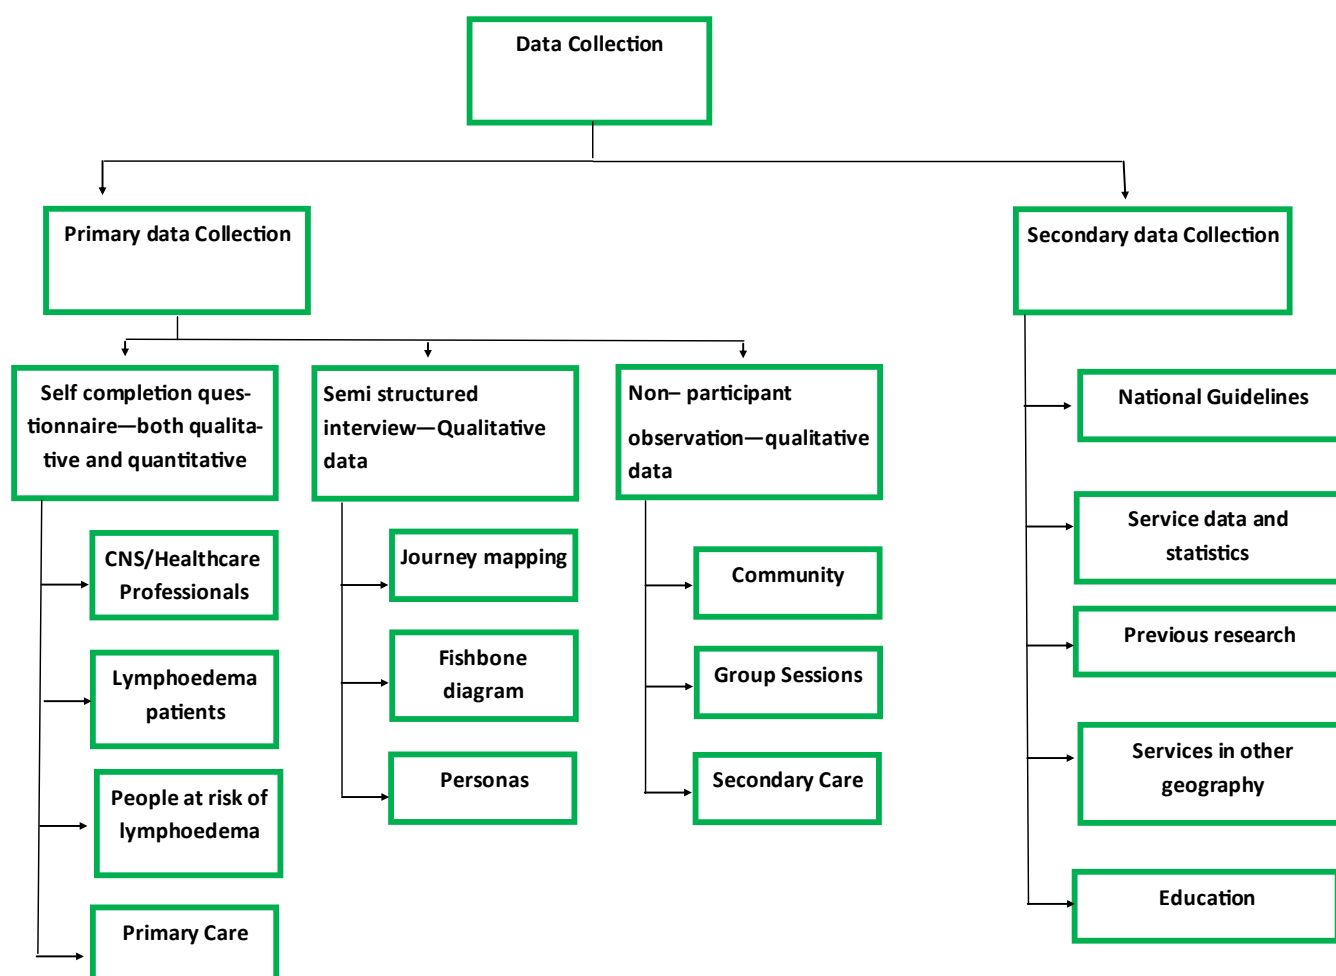 Data Collection
Primary data Collection
Secondary data Collection
Self completion ques-
tionnaire—both qualita-
tive and quantitative
CNS/Healthcare
Professionals
Lymphoedema
patients
People at risk of
lymphoedema
Primary Care
Semi structured
interview—Qualitative
data
Journey mapping
Fishbone
diagram
Personas
Non– participant
observation—qualitative
data
Community
Group Sessions
Secondary Care
National Guidelines
Service data and
statistics
Previous research
Services in other
geography
Education